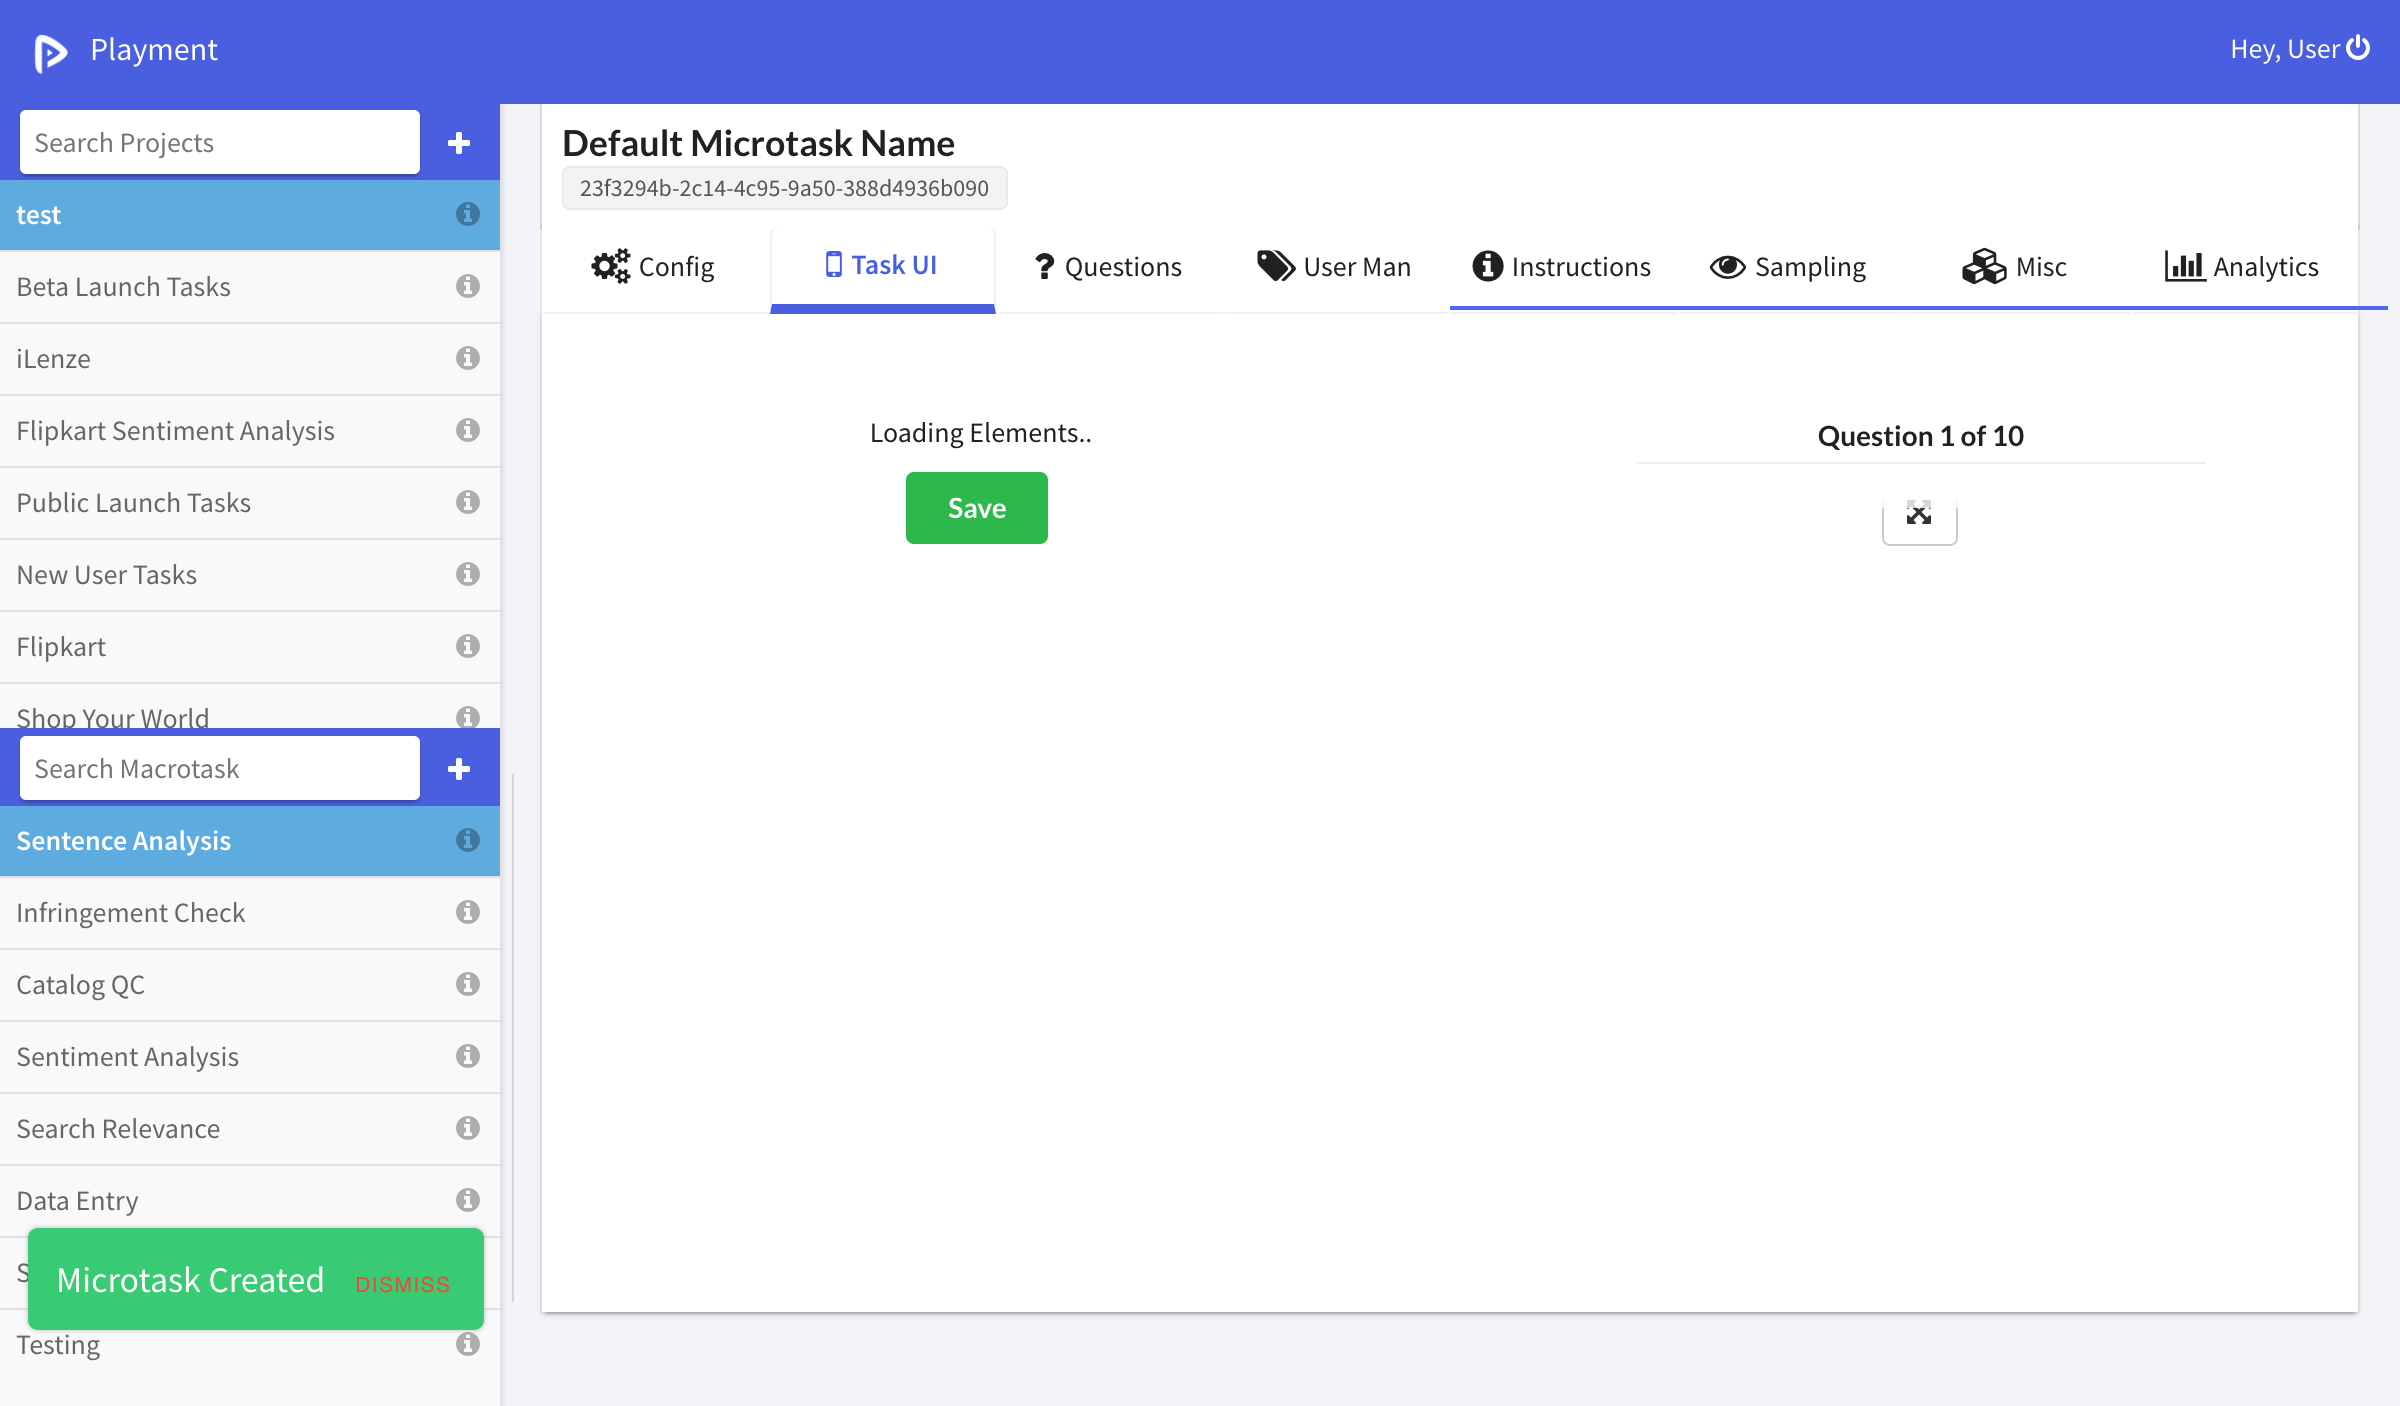 Playment
Hey, User
Search Projects
test
Beta Launch Tasks
iLenze
Flipkart Sentiment Analysis
Public Launch Tasks
New User Tasks
Flipkart
Shop Your World
Search Macrotask
Sentence Analysis
Infringement Check
Catalog QC
Sentiment Analysis
Search Relevance
Data Entry
S
Microtask Created DISMISS
Testing
Default Microtask Name
23f3294b-2c14-4c95-9a50-388d4936b090
Config Task UI Questions User Man Instructions Sampling Misc Analytics
Loading Elements..
Save
Question 1 of 10